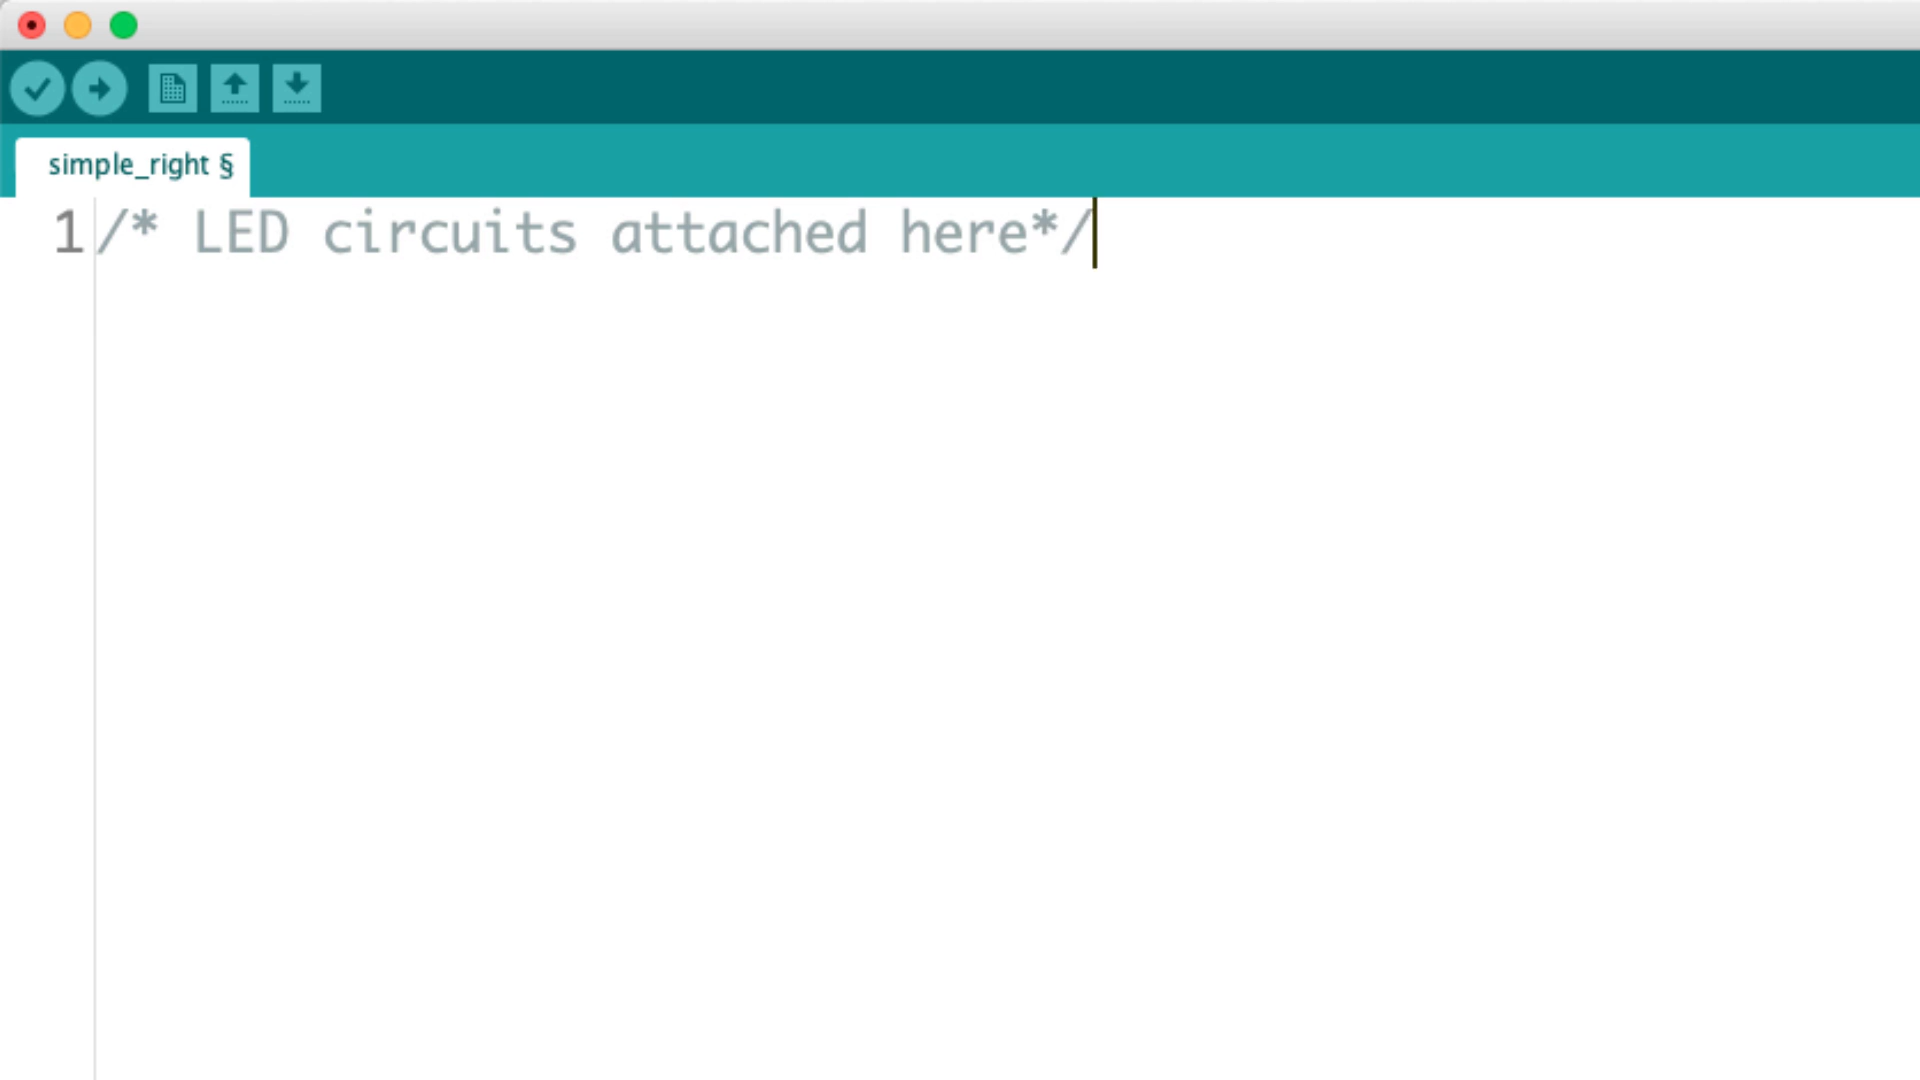 simple_right §
1 /* LED circuits attached here*/